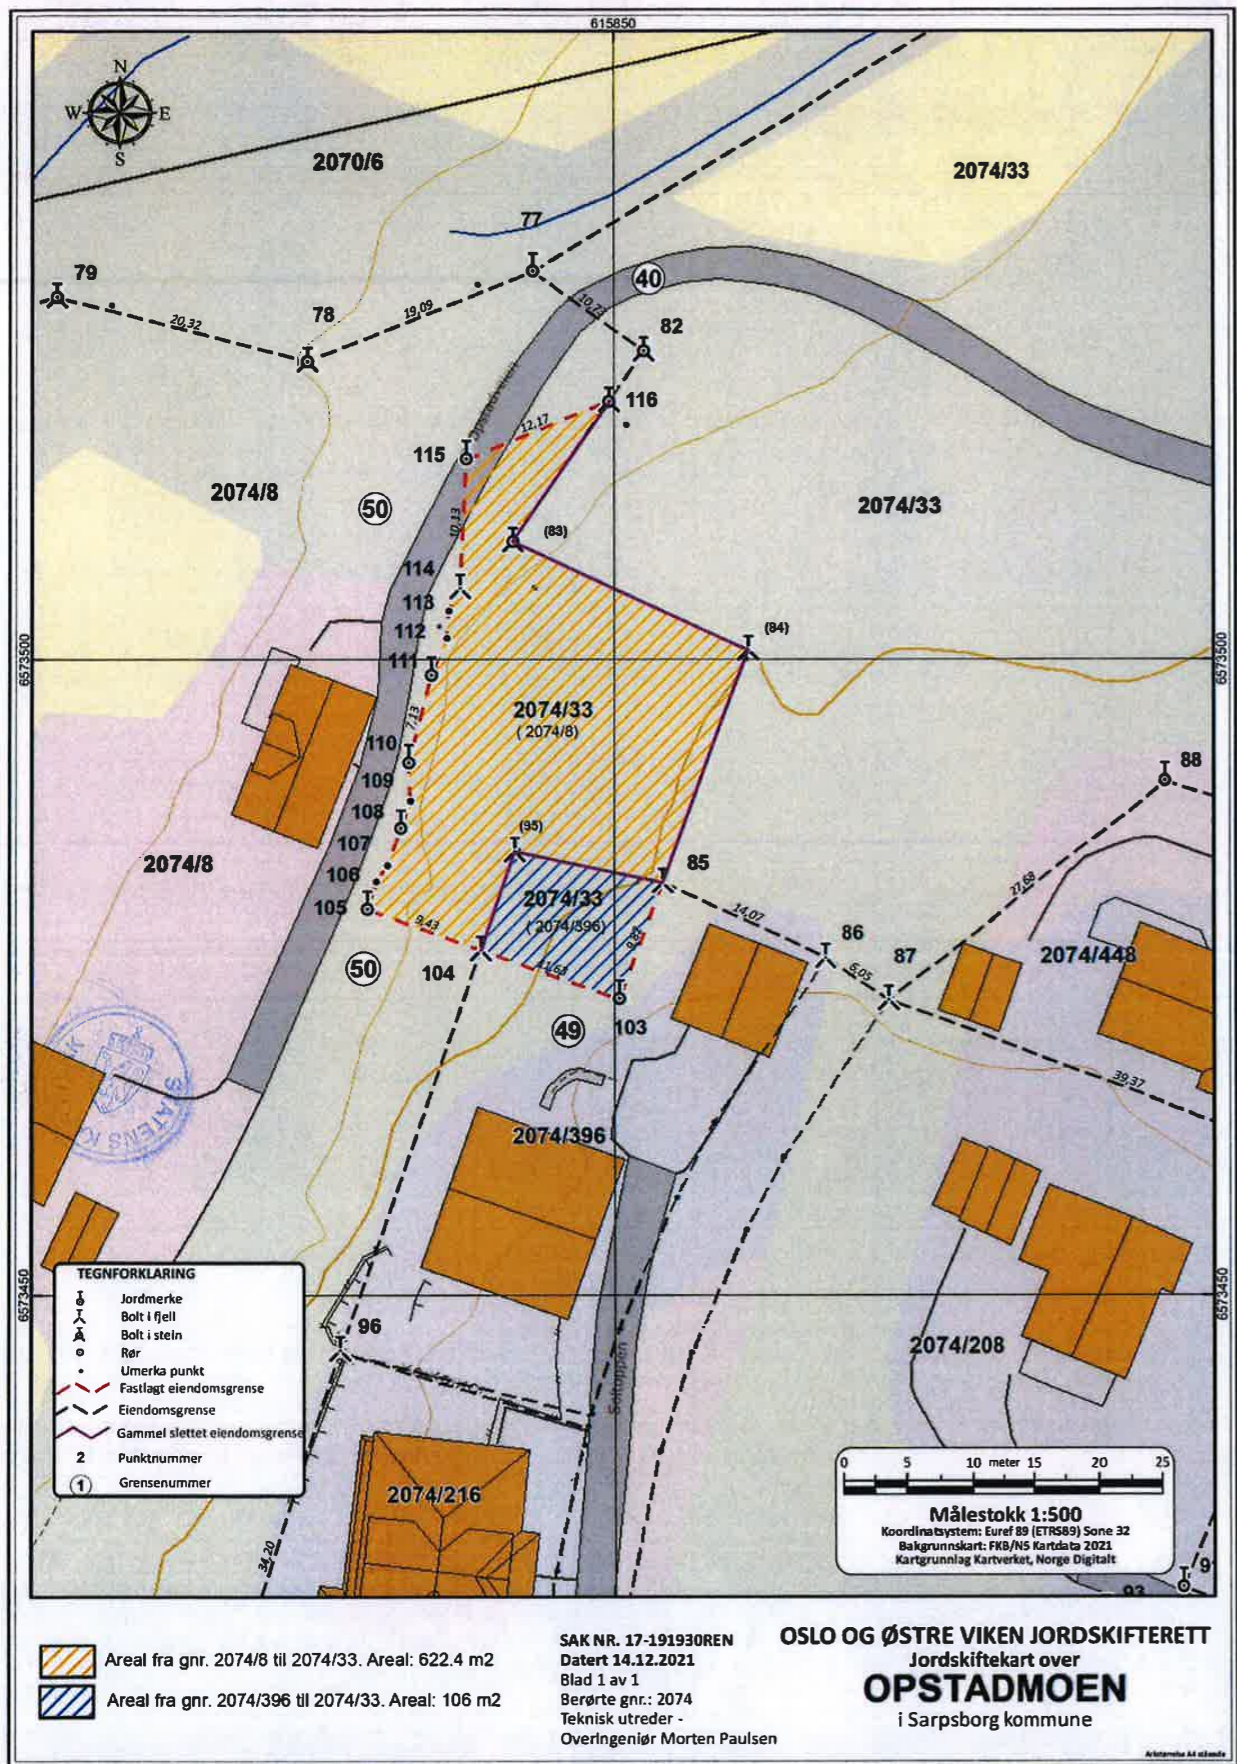 615850
N
W E
S
2070/6
2074/33
77
79
40
20,32
78
19,09
10,73
82
116
12,17
115
2074/8
50
2074/33
10,13
(83)
114
113
112
(84)
111
6573500
6573500
2074/33
( 2074/8)
7,13
110
109
88
108
(95)
107
2074/8
106
85
27,68
105
2074/33
( 2074/396)
9,43
9,87
14,07
86
6,05
87
2074/448
104
50
11,63
103
49
39,37
2074/396
6573450
6573450
TEGNFORKLARING
Jordmerke
Bolt i fjell
Bolt i stein
Rør
Umerka punkt
Fastlagt eiendomsgrense
Eiendomsgrense
Gammel slettet eiendomsgrense
2 Punktnummer
1 Grensenummer
96
Soltoppen
2074/208
2074/216
34,20
0 5 10 meter 15 20 25
Målestokk 1:500
Koordinatsystem: Euref 89 (ETRS89) Sone 32
Bakgrunnskart: FKB/N5 Kartdata 2021
Kartgrunnlag Kartverket, Norge Digitalt
93
9
Areal fra gnr. 2074/8 til 2074/33. Areal: 622.4 m2
Areal fra gnr. 2074/396 til 2074/33. Areal: 106 m2
SAK NR. 17-191930REN
Datert 14.12.2021
Blad 1 av 1
Berørte gnr.: 2074
Teknisk utreder -
Overingeniør Morten Paulsen
OSLO OG ØSTRE VIKEN JORDSKIFTERETT
Jordskiftekart over
OPSTADMOEN
i Sarpsborg kommune